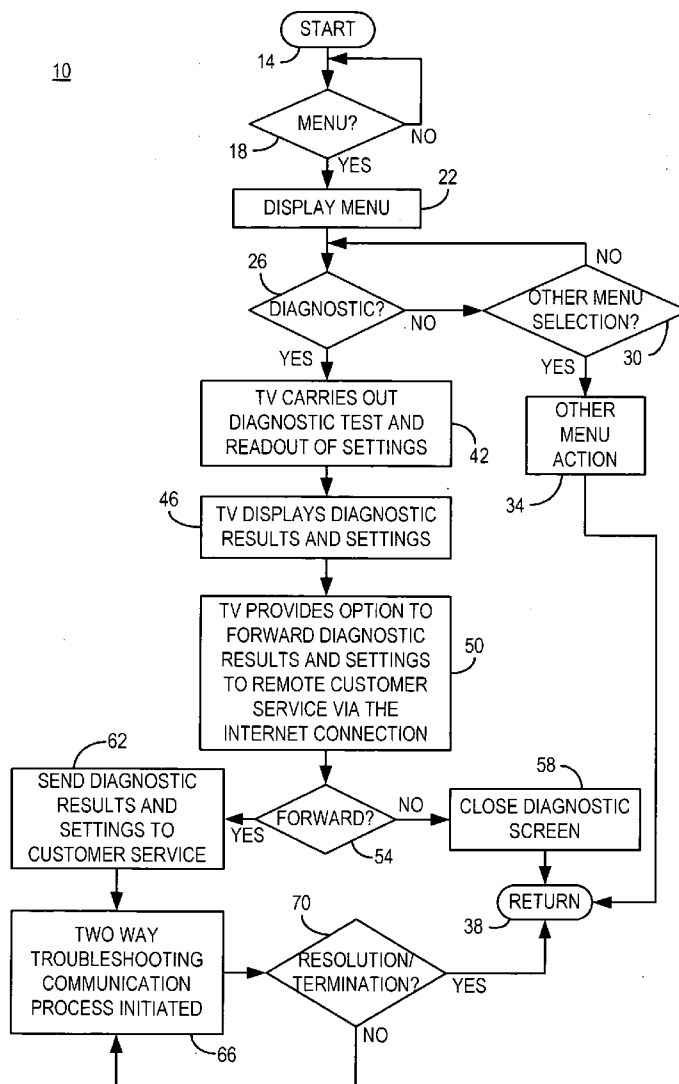 START
10
14
MENU?
NO
18
YES
22
DISPLAY MENU
NO
26
DIAGNOSTIC?
NO
OTHER MENU
SELECTION?
30
YES
YES
TV CARRIES OUT
DIAGNOSTIC TEST AND
READOUT OF SETTINGS
42
OTHER
MENU
ACTION
34
46
TV DISPLAYS DIAGNOSTIC
RESULTS AND SETTINGS
TV PROVIDES OPTION TO
FORWARD DIAGNOSTIC
RESULTS AND SETTINGS
TO REMOTE CUSTOMER
SERVICE VIA THE
INTERNET CONNECTION
50
62
SEND DIAGNOSTIC
RESULTS AND
SETTINGS TO
CUSTOMER SERVICE
YES
FORWARD?
NO
54
58
CLOSE DIAGNOSTIC
SCREEN
RETURN
38
TWO WAY
TROUBLESHOOTING
COMMUNICATION
PROCESS INITIATED
66
70
RESOLUTION/
TERMINATION?
YES
NO